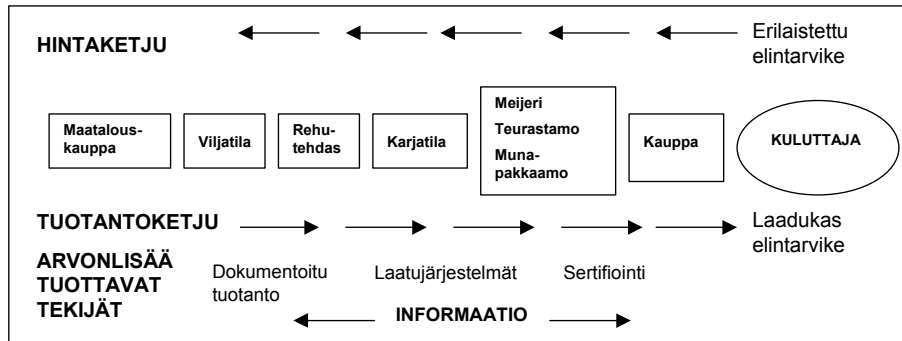 HINTAKETJU
Erilaistettu
elintarvike
Maatalous-
kauppa
Viljatila
Rehu-
tehdas
Karjatila
Meijeri
Teurastamo
Muna-
pakkaamo
Kauppa
KULUTTAJA
TUOTANTOKETJU
Laadukas
elintarvike
ARVONLISÄÄ
TUOTTAVAT
TEKIJÄT
Dokumentoitu
tuotanto
Laatujärjestelmät
Sertifiointi
INFORMAATIO